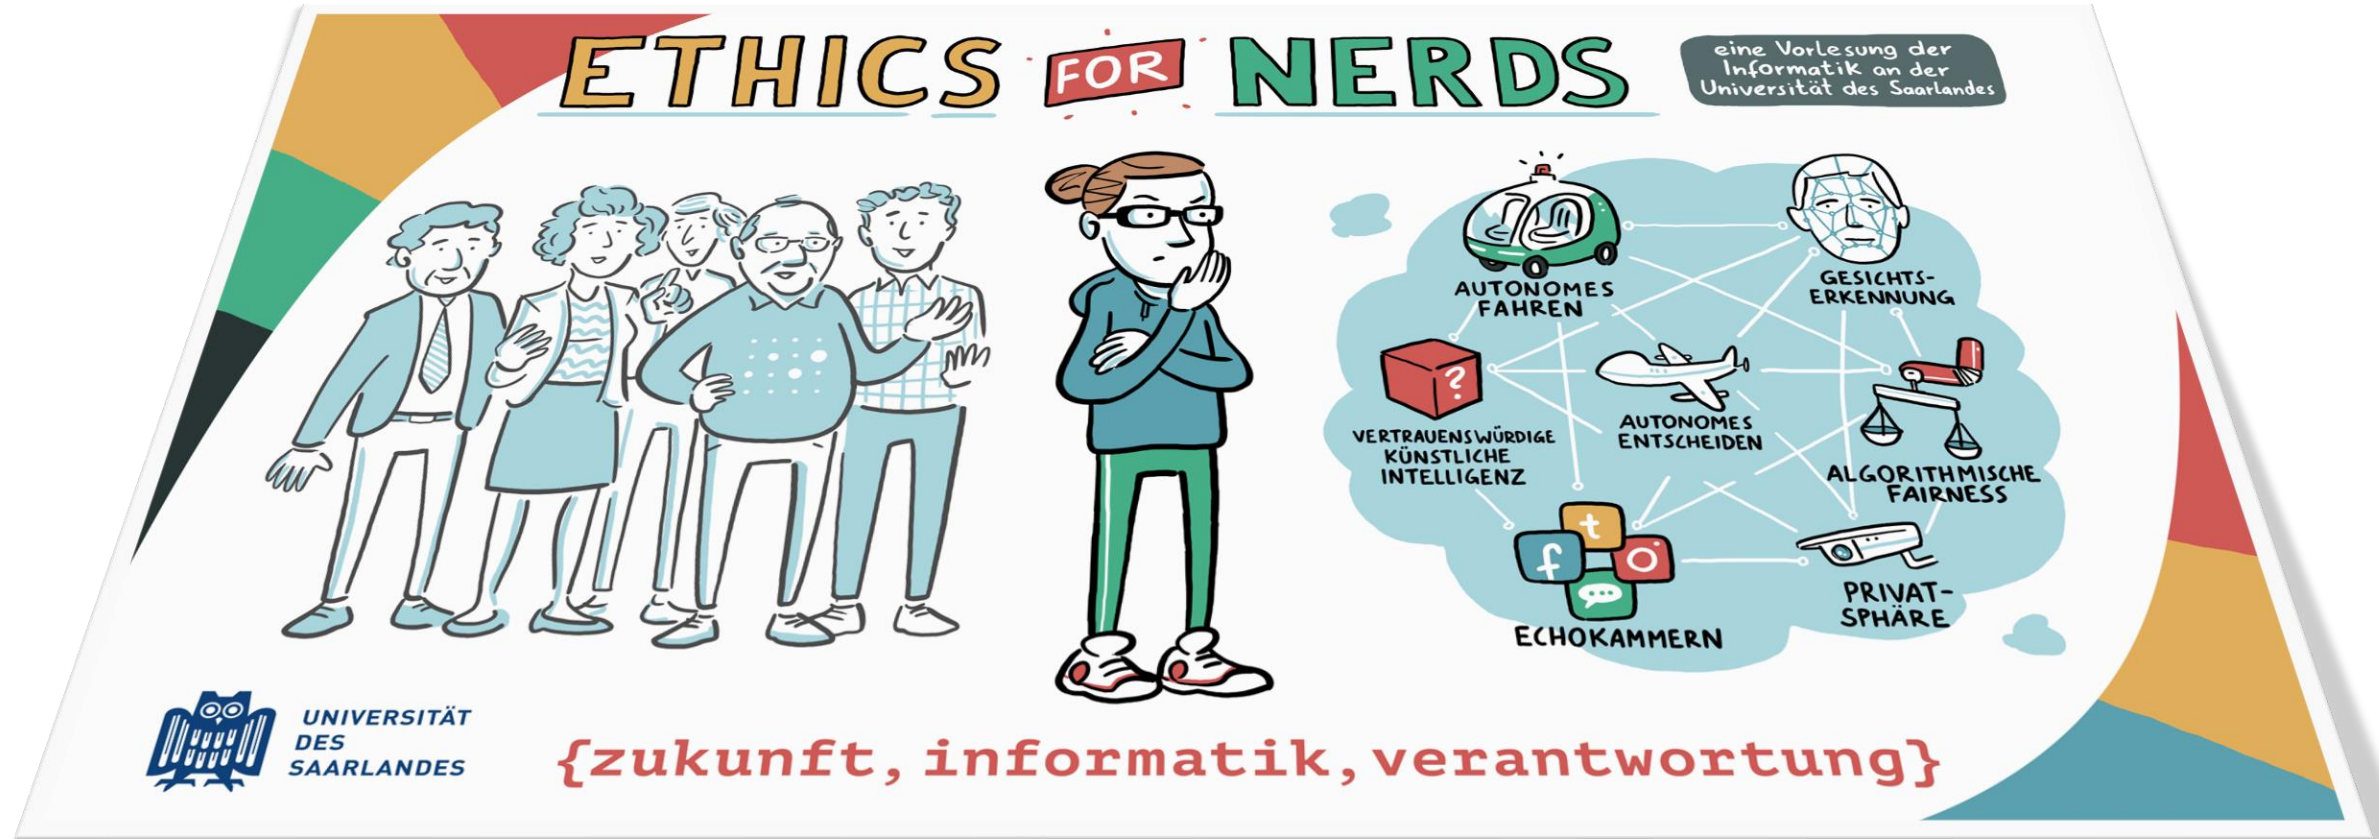 ETHICS FOR NERDS
eine Vorlesung der
Informatik an der
Universität des Saarlandes
AUTONOMES
FAHREN
GESICHTS-
ERKENNUNG
?
VERTRAUENSWÜRDIGE
KÜNSTLICHE
INTELLIGENZ
AUTONOMES
ENTSCHEIDEN
ALGORITHMISCHE
FAIRNESS
t
f
ECHOKAMMERN
PRIVAT-
SPHÄRE
UNIVERSITÄT
DES
SAARLANDES
{zukunft, informatik, verantwortung}